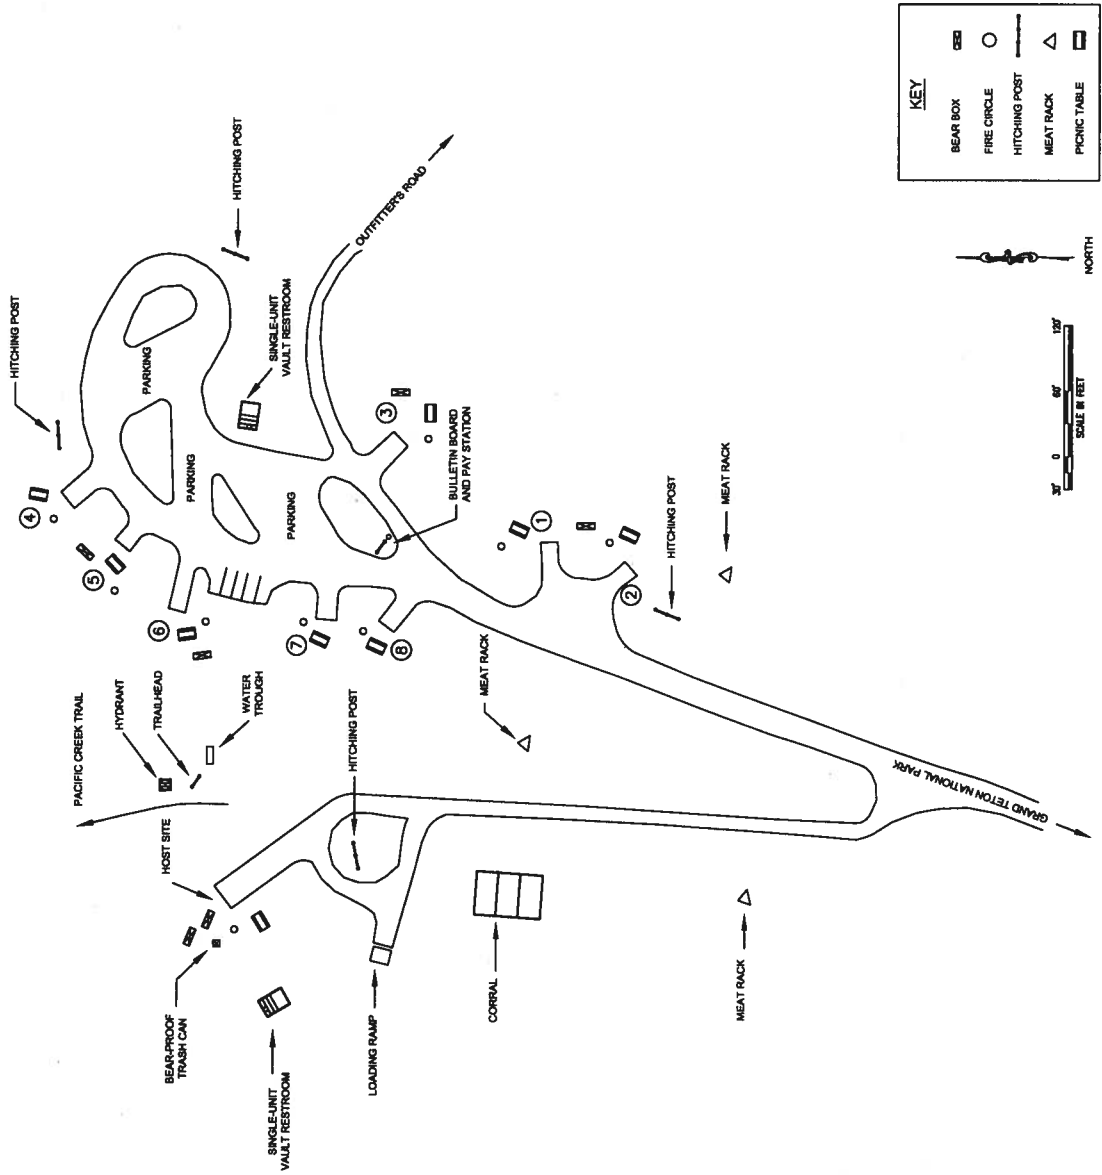 KEY
BEAR BOX
FIRE CIRCLE
HITCHING POST
MEAT RACK
PICNIC TABLE
NORTH
30' 0 60' 120'
SCALE IN FEET
HITCHING POST
HITCHING POST
PARKING
PARKING
PARKING
SINGLE-UNIT
VAULT RESTROOM
OUTFITTER'S ROAD
BULLETIN BOARD
AND PAY STATION
4
5
6
7
8
3
1
2
HITCHING POST
MEAT RACK
MEAT RACK
PACIFIC CREEK TRAIL
HYDRANT
TRAILHEAD
WATER
TROUGH
HITCHING POST
HOST SITE
GRAND TETON NATIONAL PARK
BEAR-PROOF
TRASH CAN
SINGLE-UNIT
VAULT RESTROOM
LOADING RAMP
CORRAL
MEAT RACK